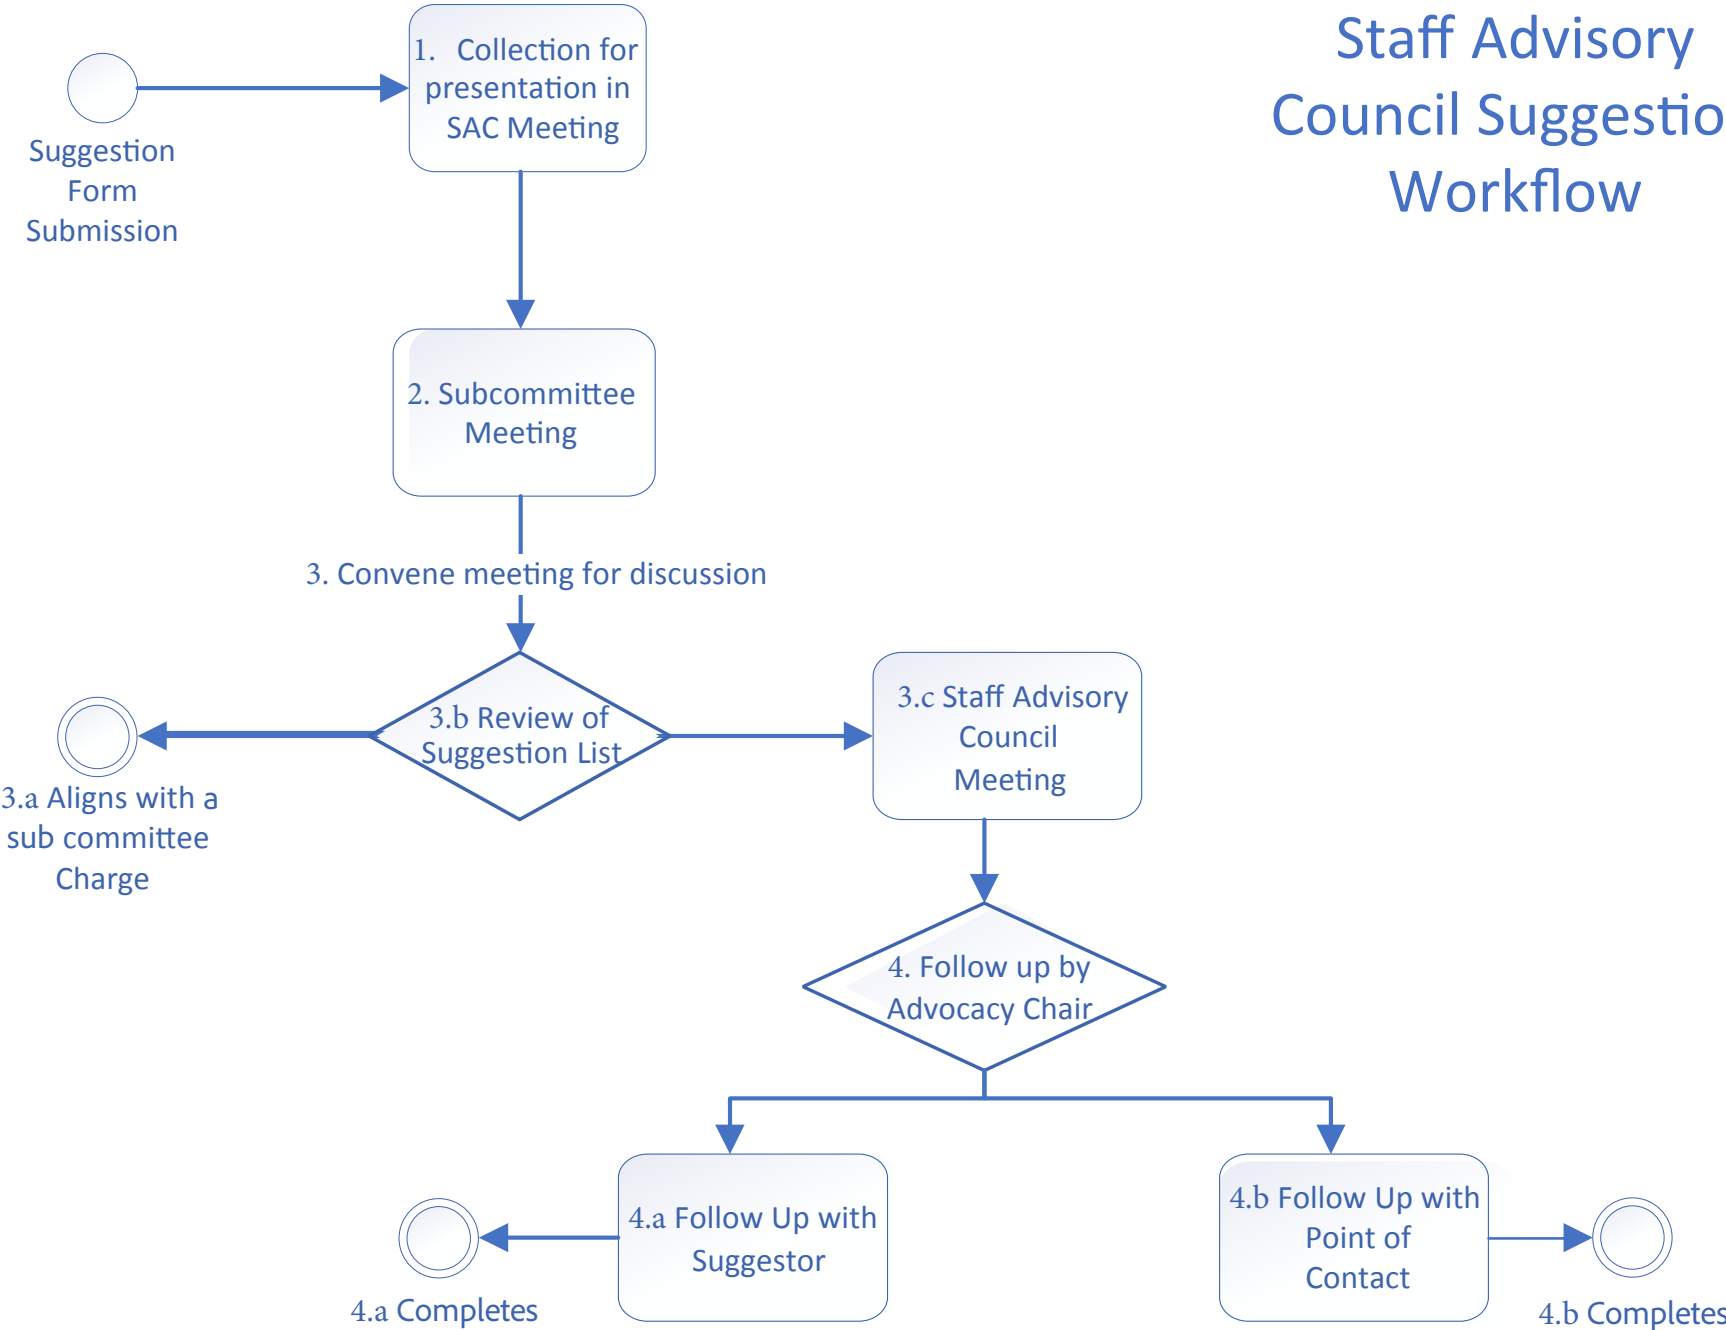 Staff Advisory
Council Suggestio
Workflow
1. Collection for
presentation in
SAC Meeting
Suggestion
Form
Submission
2. Subcommittee
Meeting
3. Convene meeting for discussion
3.b Review of
Suggestion List
3.c Staff Advisory
Council
Meeting
3.a Aligns with a
sub committee
Charge
4. Follow up by
Advocacy Chair
4.a Follow Up with
Suggestor
4.b Follow Up with
Point of
Contact
4.a Completes
4.b Completes